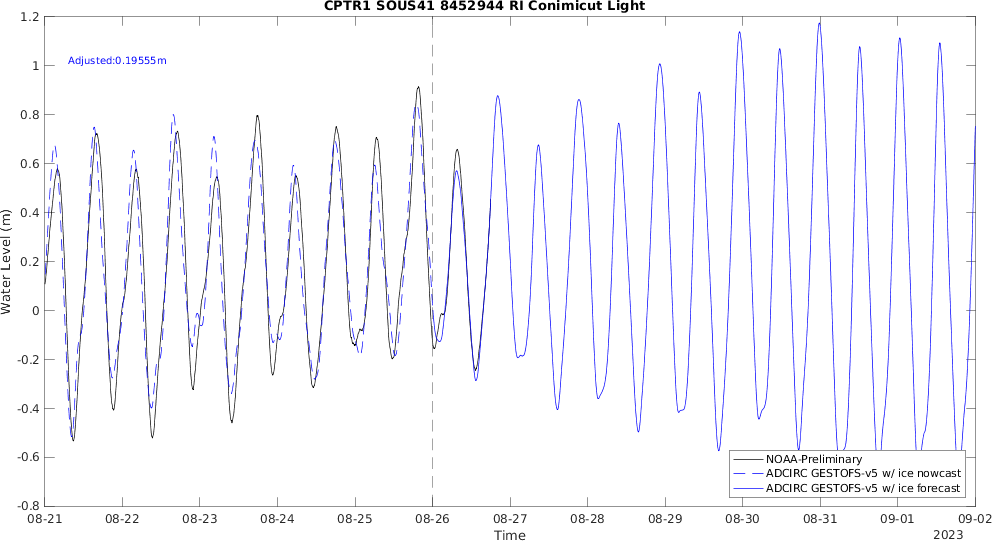 CPTR1 SOUS41 8452944 RI Conimicut Light
Adjusted:0.19555m
Water Level (m)
1.2
1
0.8
0.6
0.4
0.2
0
-0.2
-0.4
-0.6
-0.8
NOAA-Preliminary
ADCIRC GESTOFS-v5 w/ ice nowcast
ADCIRC GESTOFS-v5 w/ ice forecast
08-21 08-22 08-23 08-24 08-25 08-26 08-27 08-28 08-29 08-30 08-31 09-01 09-02
Time
2023